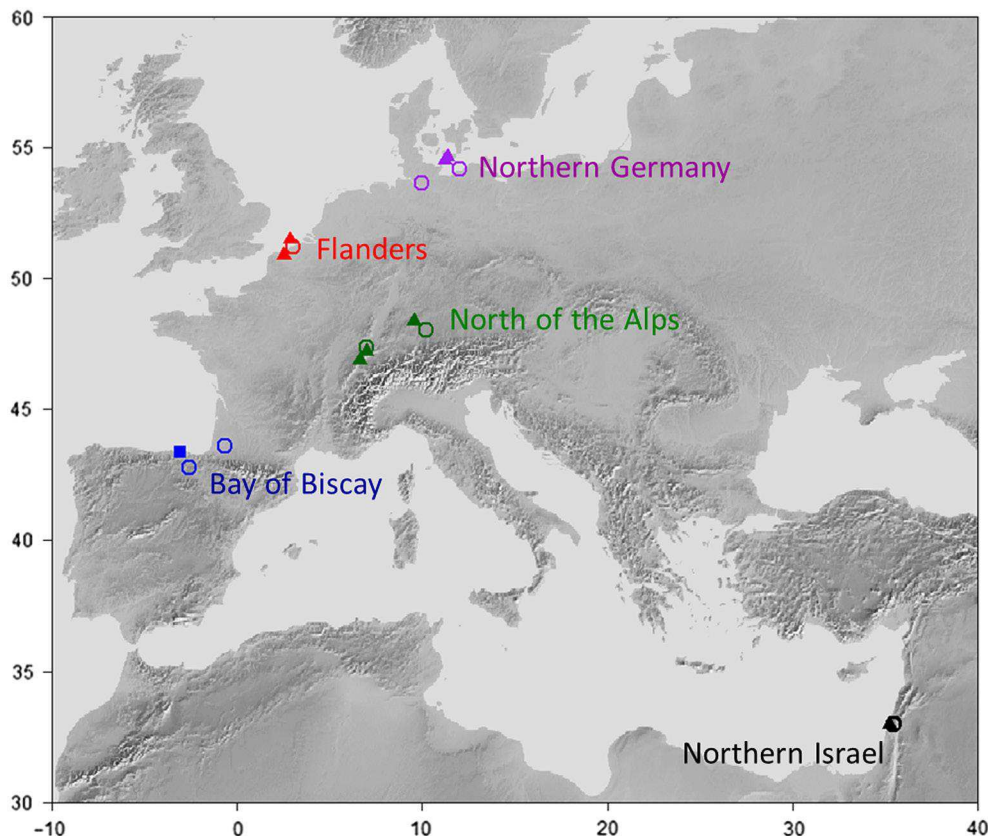 60
55
Northern Germany
Flanders
50
North of the Alps
45
Bay of Biscay
40
35
Northern Israel
30
−10
0
10
20
30
40